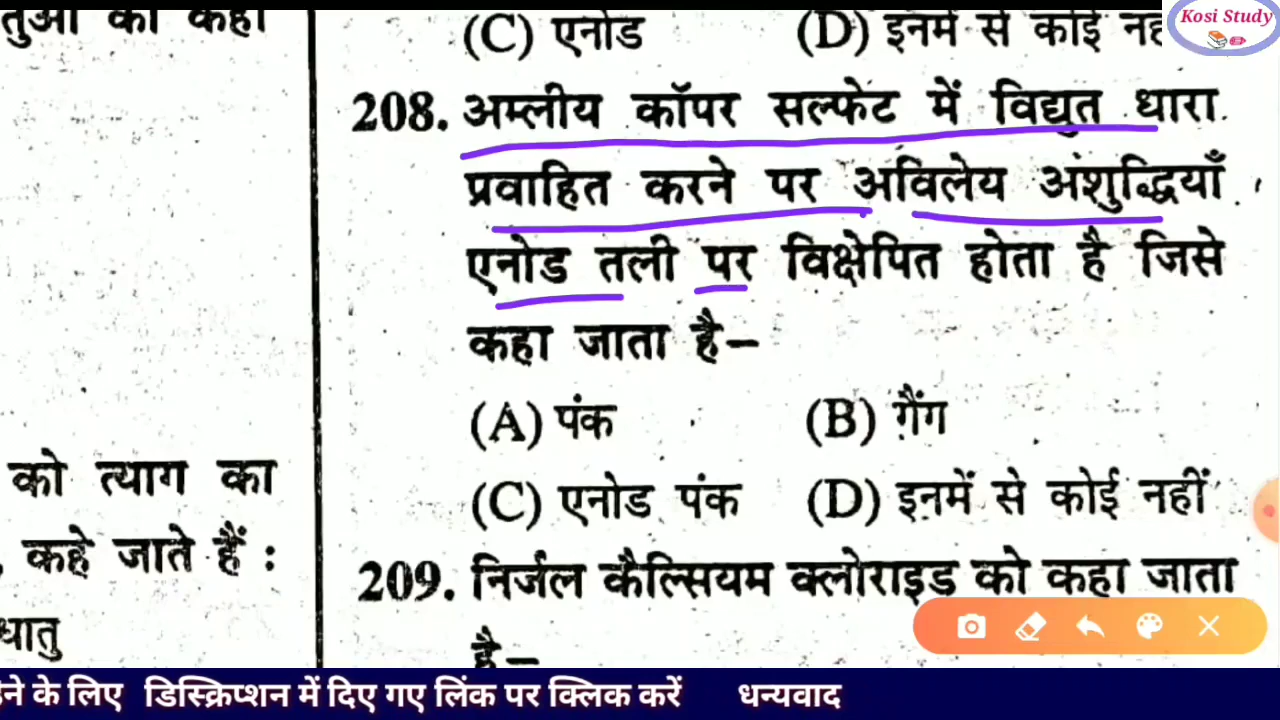 को कहा
(C) एनोड (D) इनमें से कोई
Kosi Study
208. अम्लीय कॉपर सल्फेट में विद्युत धारा
प्रवाहित करने पर अविलेय अंशुद्धियाँ
एनोड तली पर विक्षेपित होता है जिसे
कहा जाता है–
(A) पंक (B) गैंग
(C) एनोड पंक (D) इनमें से कोई नहीं
209. निर्जल कैल्सियम क्लोराइड को कहा जाता
है–
को त्याग का
कहे जाते हैं :
धातु
के लिए डिस्क्रिप्शन में दिए गए लिंक पर क्लिक करें धन्यवाद